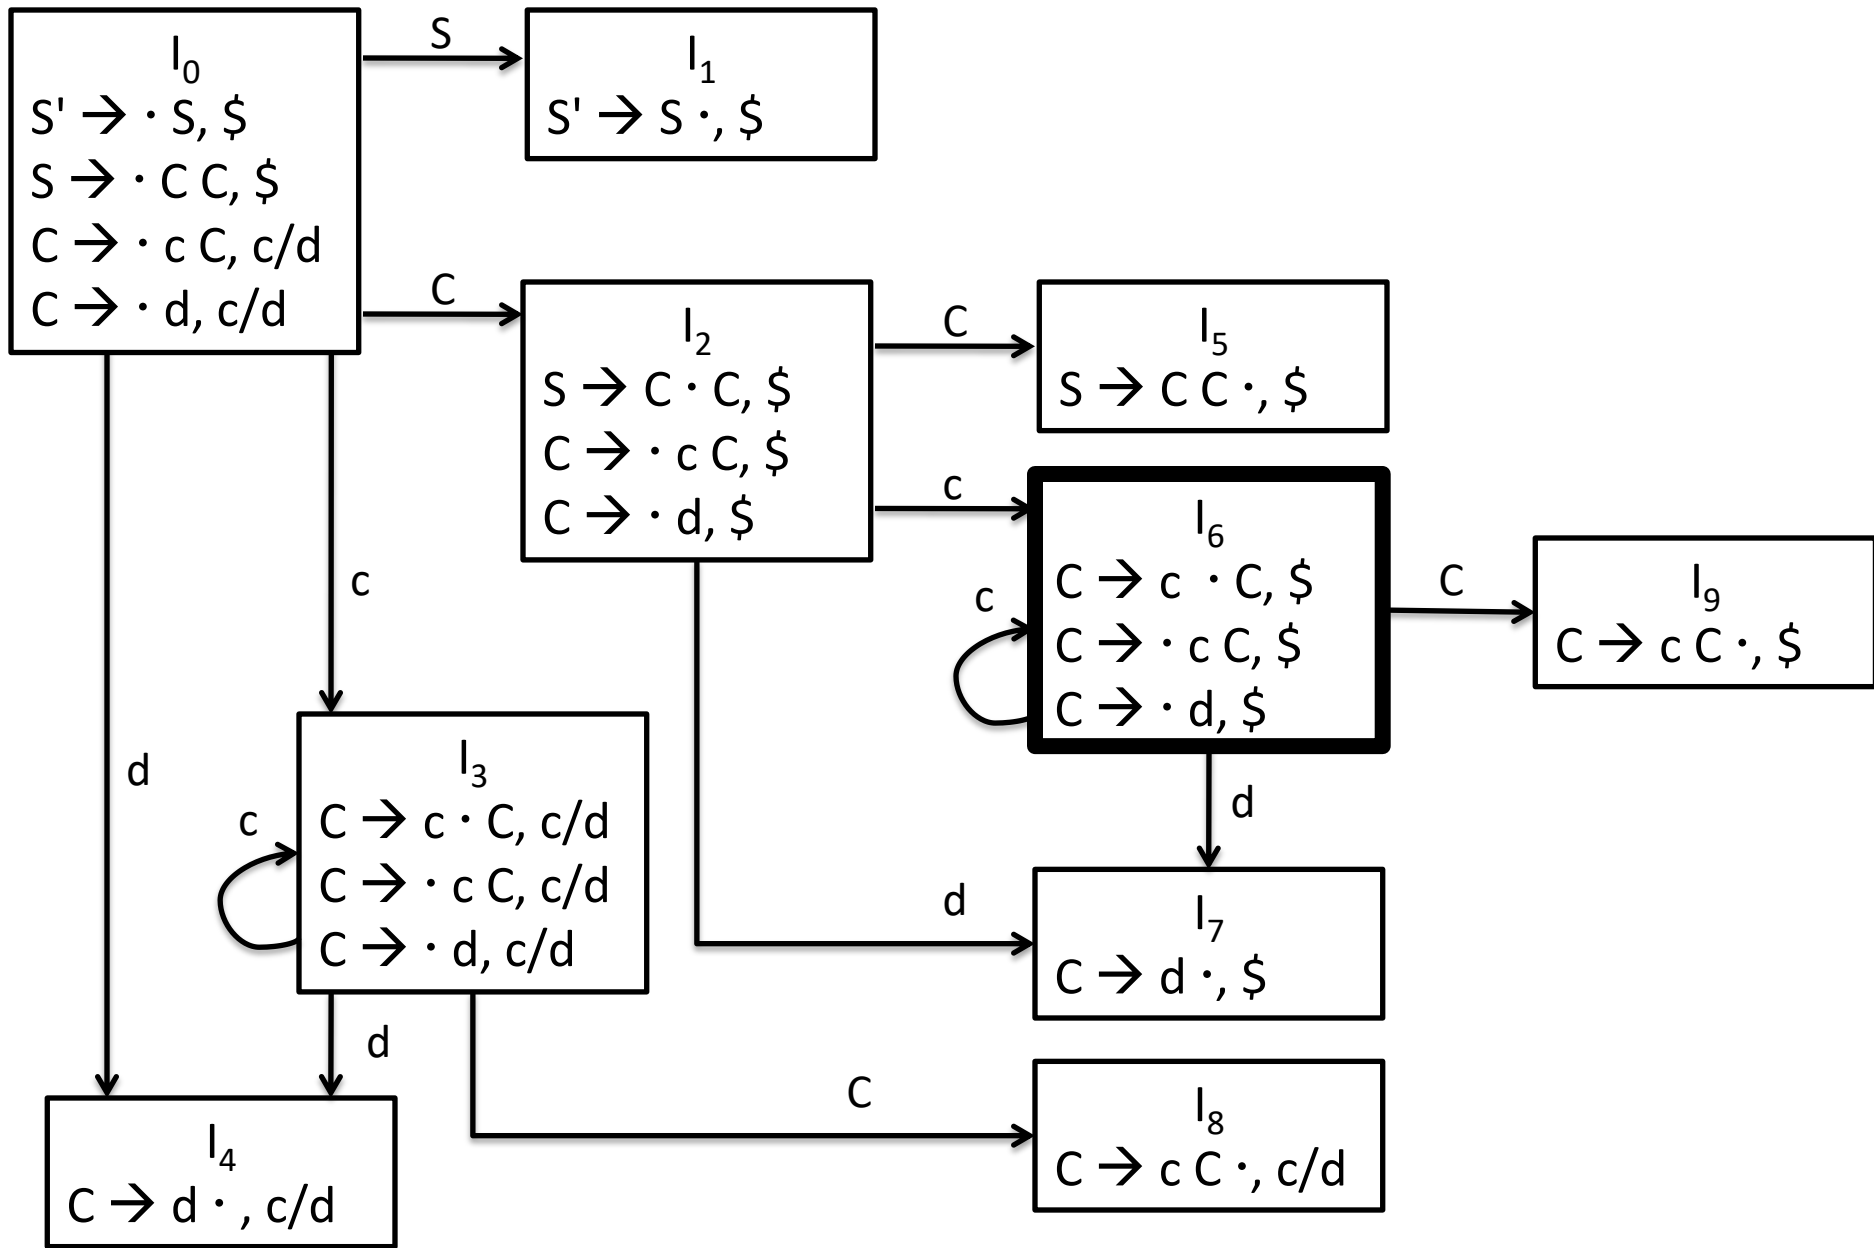 I0
S' → · S, $
S → · C C, $
C → · c C, c/d
C → · d, c/d
S
I1
S' → S ·, $
C
I2
S → C · C, $
C → · c C, $
C → · d, $
C
I5
S → C C ·, $
c
I6
C → c · C, $
C → · c C, $
C → · d, $
c
C
I9
C → c C ·, $
c
d
I3
C → c · C, c/d
C → · c C, c/d
C → · d, c/d
c
d
d
I7
C → d ·, $
d
C
I8
C → c C ·, c/d
I4
C → d · , c/d